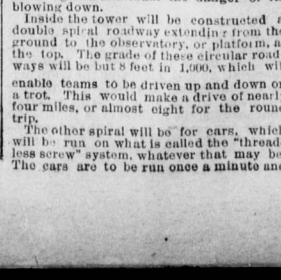 blowing down.
Inside the tower will be constructed a
double spiral roadway extending from the
ground to the observatory, or platform, a
the top. The grade of these circular road
ways will be but 8 feet in 1,000, which wil
enable teams to be driven up and down o
a trot. This would make a drive of nearl
four miles, or almost eight for the roun
trip.
The other spiral will be for cars, which
will be run on what is called the "thread
less screw" system, whatever that may be
The cars are to be run once a minute and